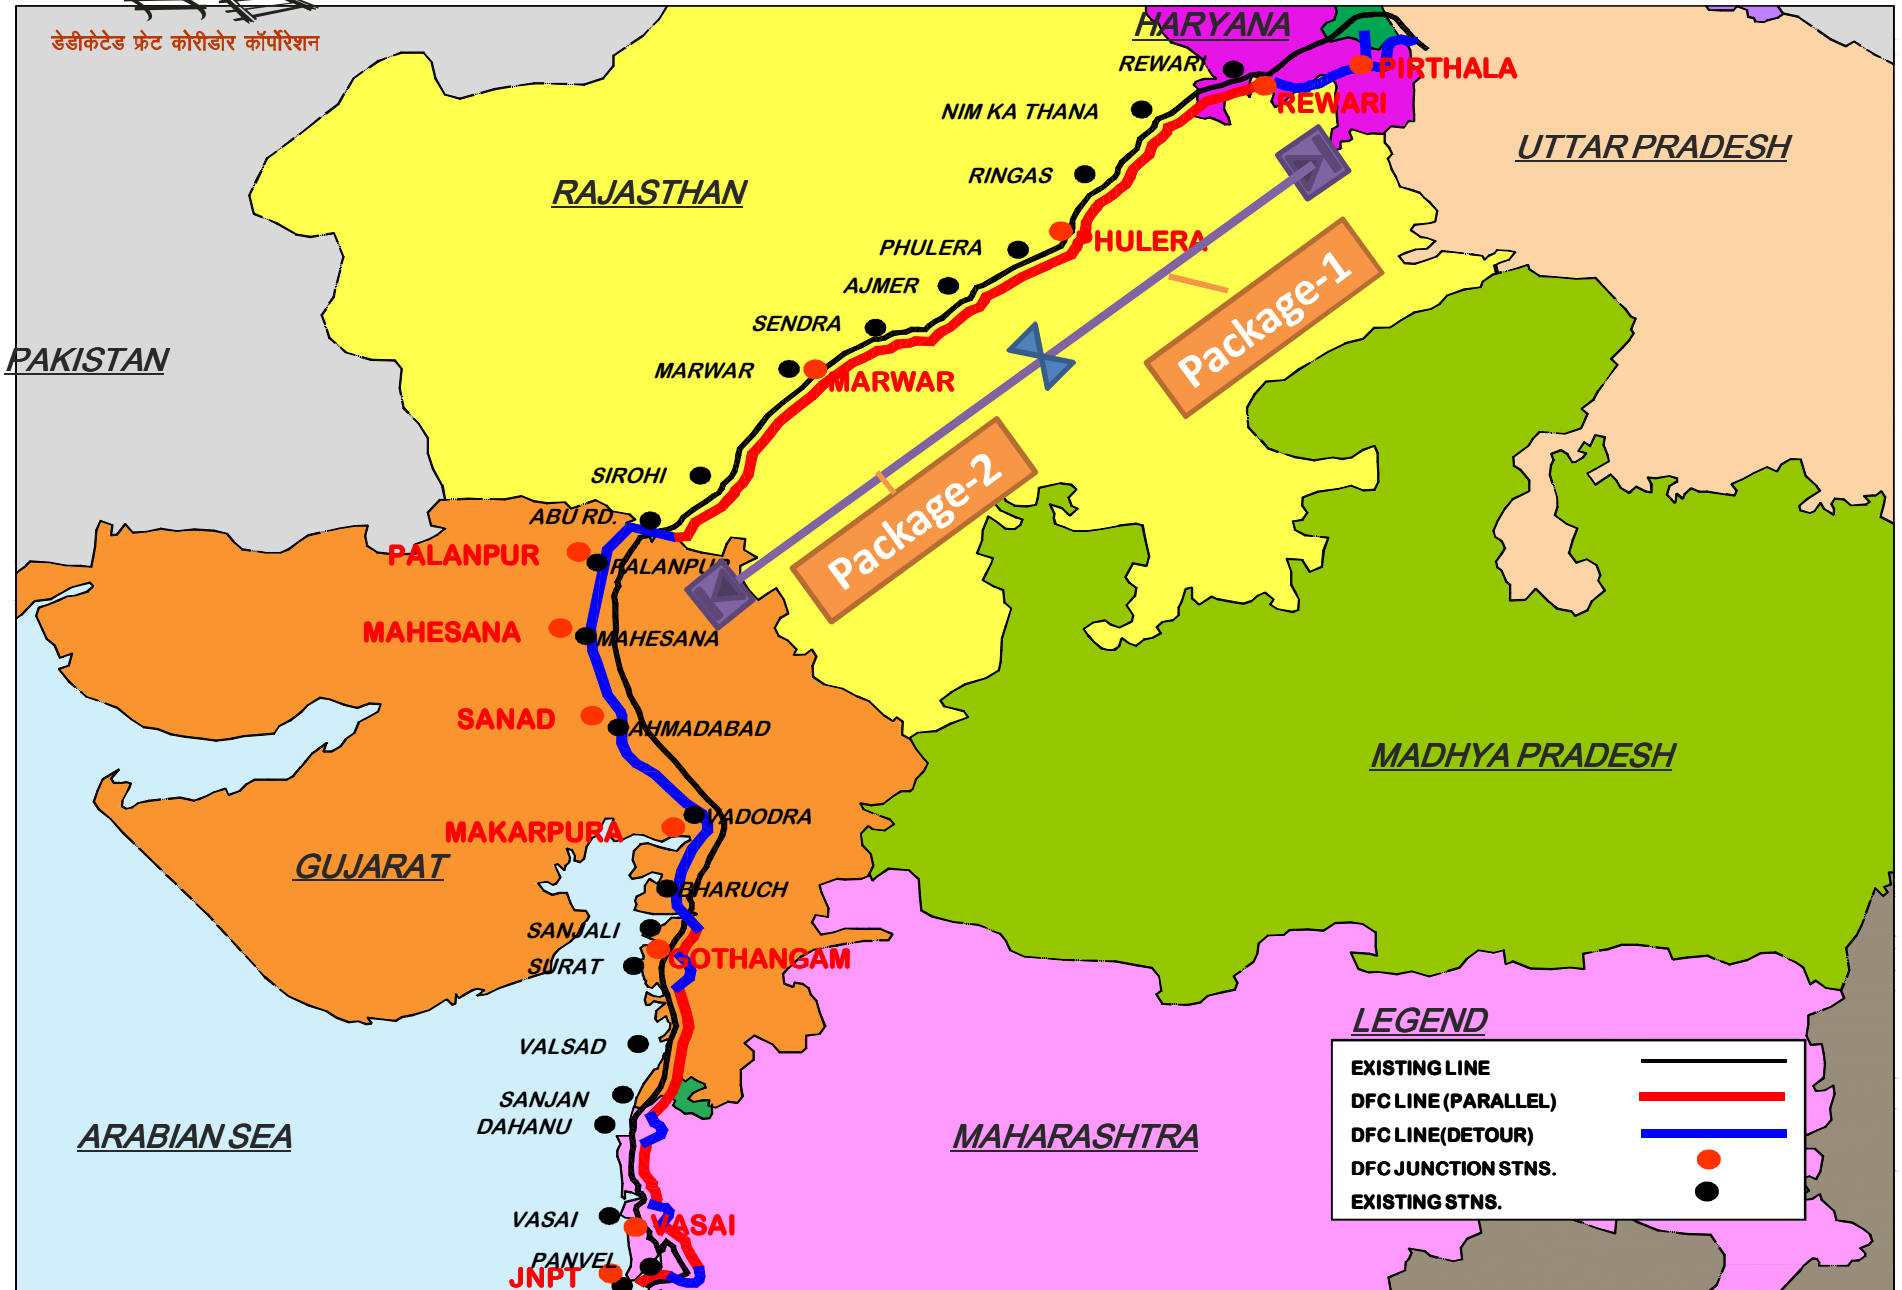 डेडीकेटेड फ्रेट कोरीडोर कॉर्पोरेशन
HARYANA
REWARI
PIRTHALA
REWARI
NIM KA THANA
UTTAR PRADESH
RINGAS
RAJASTHAN
PHULERA
PHULERA
AJMER
Package-1
SENDRA
PAKISTAN
MARWAR
MARWAR
SIROHI
Package-2
ABU RD.
PALANPUR
PALANPUR
MAHESANA
MAHESANA
SANAD
AHMADABAD
MADHYA PRADESH
VADODRA
MAKARPURA
GUJARAT
BHARUCH
SANJALI
GOTHANGAM
SURAT
LEGEND
VALSAD
EXISTING LINE
SANJAN
DFC LINE (PARALLEL)
DAHANU
ARABIAN SEA
MAHARASHTRA
DFC LINE(DETOUR)
DFC JUNCTION STNS.
EXISTING STNS.
VASAI
VASAI
PANVEL
JNPT